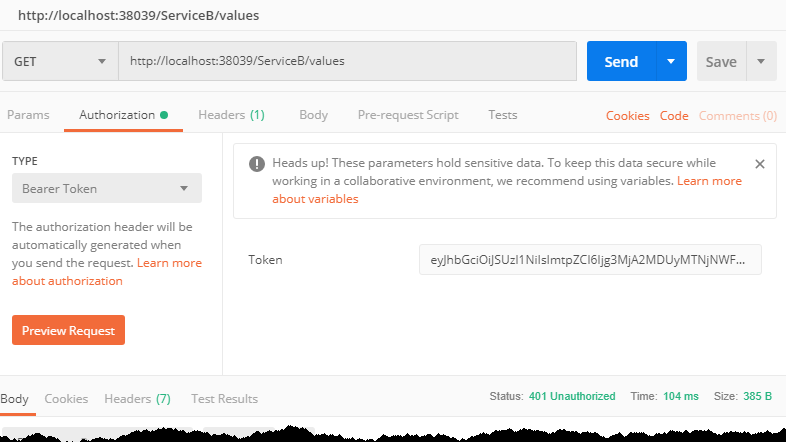 http://localhost:38039/ServiceB/values
GET
http://localhost:38039/ServiceB/values
Send
Save
Params
Authorization
Headers (1)
Body
Pre-request Script
Tests
Cookies
Code
Comments (0)
TYPE
Bearer Token
The authorization header will be
automatically generated when
you send the request. Learn more
about authorization
Preview Request
Heads up! These parameters hold sensitive data. To keep this data secure while
working in a collaborative environment, we recommend using variables. Learn more
about variables
Token
eyJhbGciOiJSUzI1NiIsImtpZCI6Ijg3MjA2MDUyMTNjNWF...
Body
Cookies
Headers (7)
Test Results
Status: 401 Unauthorized
Time: 104 ms
Size: 385 B